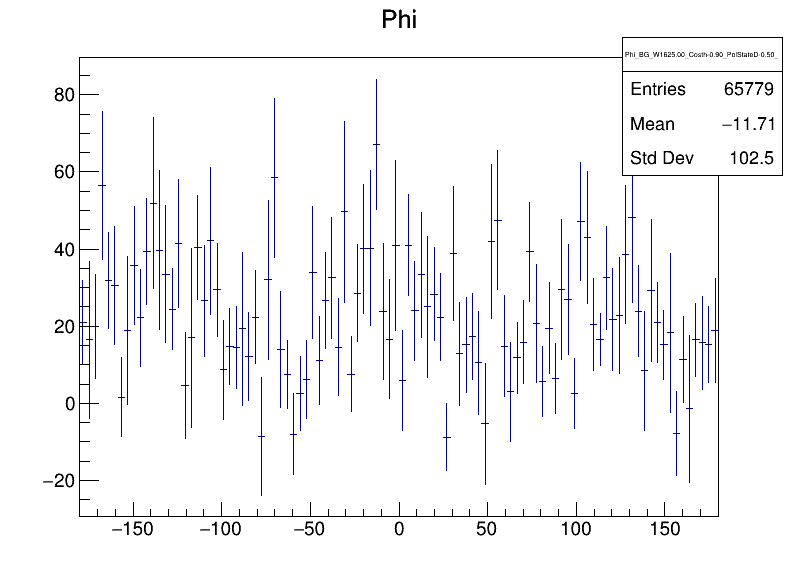 Phi
Phi_BG_W1625.00_Costh-0.90_PolStateD-0.50_
Entries 65779
Mean −11.71
Std Dev 102.5
80
60
40
20
0
−20
−150 −100 −50 0 50 100 150